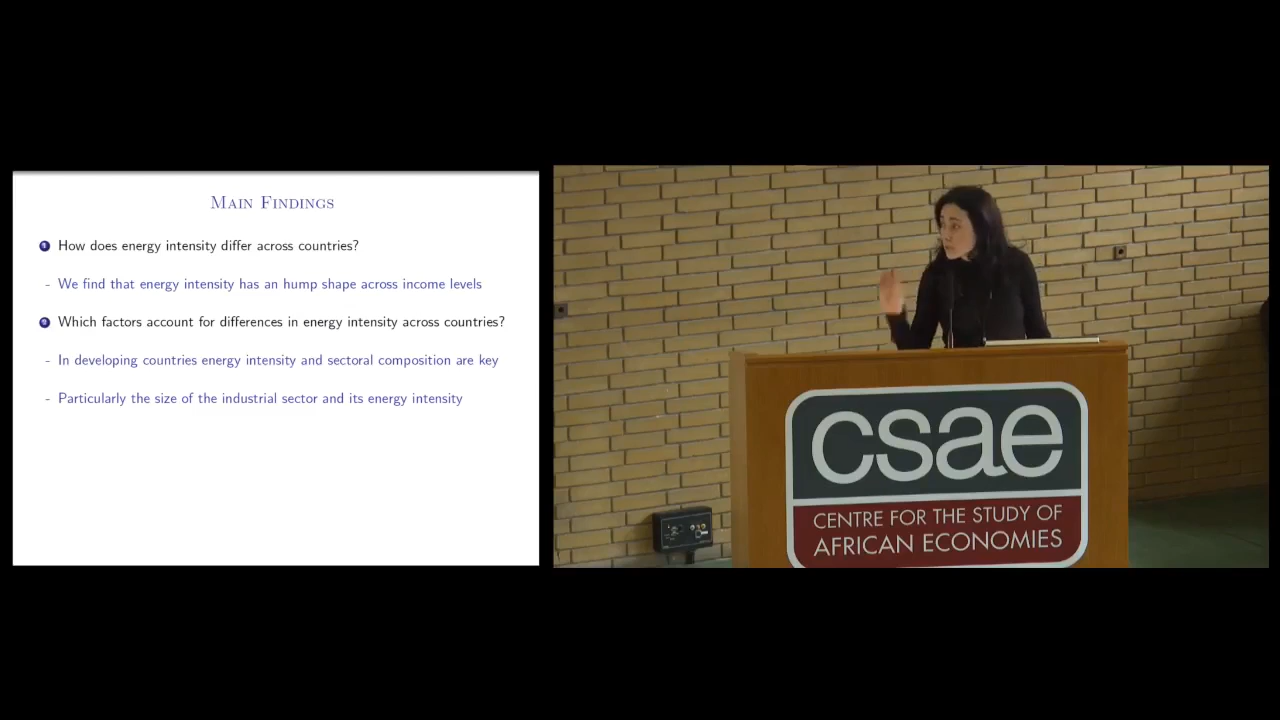 Main Findings
1 How does energy intensity differ across countries?
- We find that energy intensity has an hump shape across income levels
2 Which factors account for differences in energy intensity across countries?
- In developing countries energy intensity and sectoral composition are key
- Particularly the size of the industrial sector and its energy intensity
csae
CENTRE FOR THE STUDY OF
AFRICAN ECONOMIES